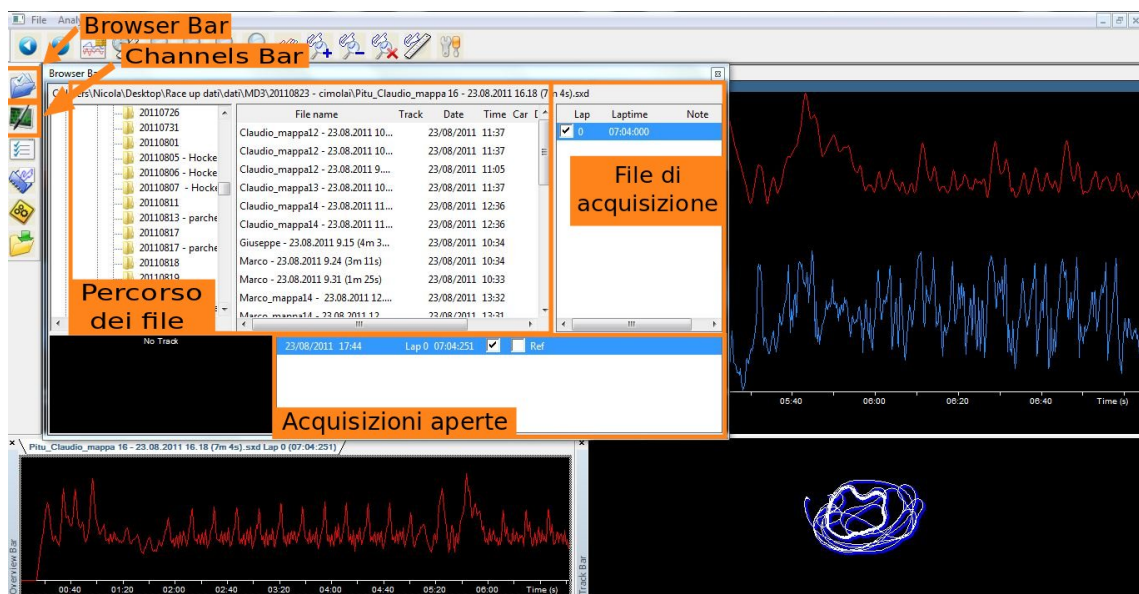 File Analy
Browser Bar
Channels Bar
Browser Ba
\Nicola\Desktop\Race up dati\dati\MD3\20110823 - cimolai\Pitu_Claudio_mappa 16 - 23.08.2011 16.18 (7m 4s).sxd
20110726
20110731
20110801
20110805 - Hocke
20110806 - Hocke
20110807 - Hocke
20110811
20110813 - parche
20110817
20110817 - parche
20110818
20110819
File name Track Date Time Car
Claudio_mappa12 - 23.08.2011 10... 23/08/2011 11:37
Claudio_mappa12 - 23.08.2011 10... 23/08/2011 11:37
Claudio_mappa12 - 23.08.2011 9.... 23/08/2011 11:05
Claudio_mappa13 - 23.08.2011 10... 23/08/2011 11:37
Claudio_mappa14 - 23.08.2011 11... 23/08/2011 12:36
Claudio_mappa14 - 23.08.2011 11... 23/08/2011 12:36
Giuseppe - 23.08.2011 9.15 (4m 3... 23/08/2011 10:34
Marco - 23.08.2011 9.24 (3m 11s) 23/08/2011 10:34
Marco - 23.08.2011 9.31 (1m 25s) 23/08/2011 10:33
Marco_mappa14 - 23.08.2011 12.... 23/08/2011 13:32
Marco_mappa14 - 23.08.2011 12.... 23/08/2011 13:31
Lap Laptime Note
0 07:04:000
File di
acquisizione
Percorso
dei file
No Track
23/08/2011 17:44 Lap 0 07:04:251 Ref
Acquisizioni aperte
05:40 06:00 06:20 06:40 Time (s)
Pitu_Claudio_mappa 16 - 23.08.2011 16.18 (7m 4s).sxd Lap 0 (07:04:251)
Overview Bar
00:40 01:20 02:00 02:40 03:20 04:00 04:40 05:20 06:00 Time (s)
Track Bar